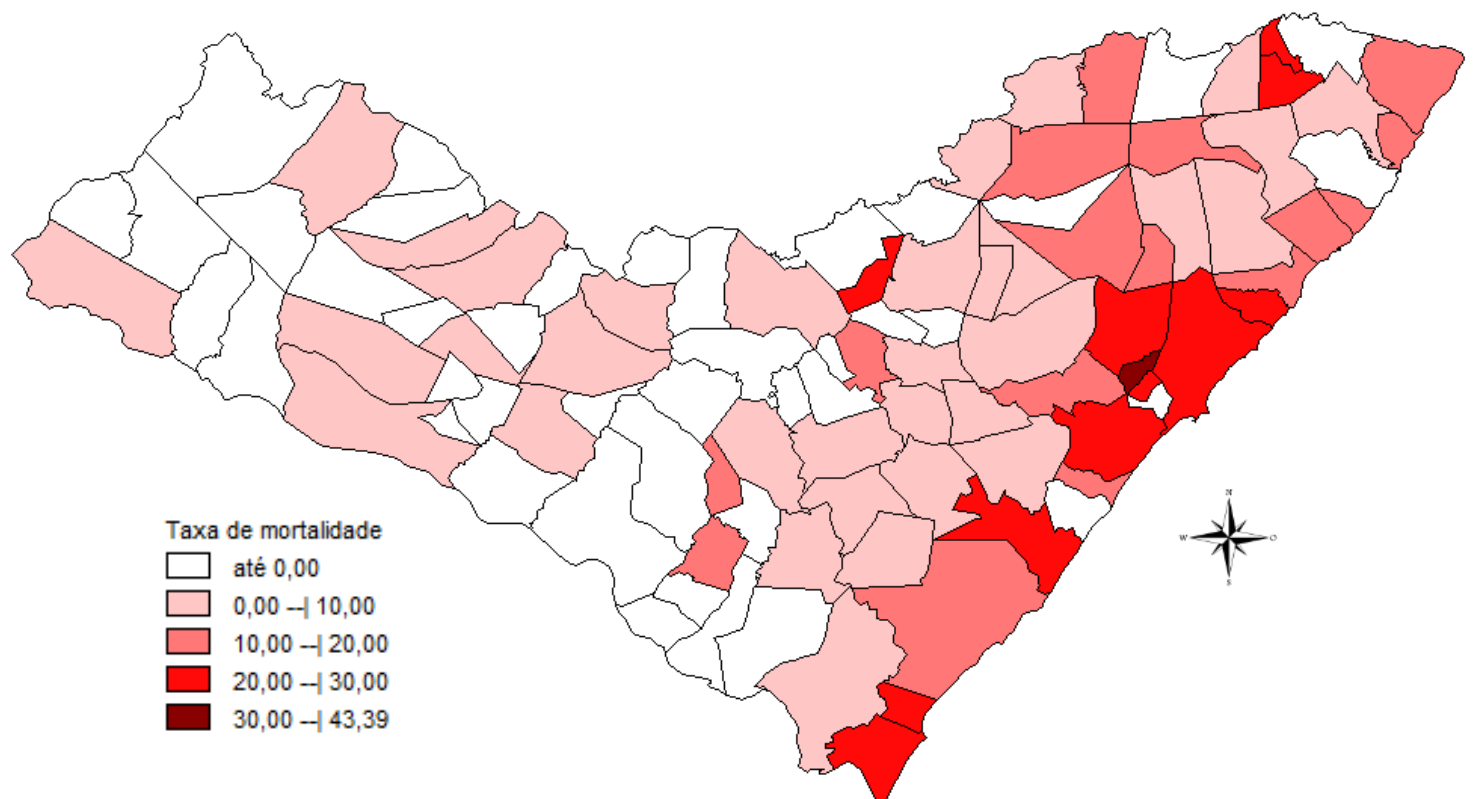 Taxa de mortalidade
até 0,00
0,00 --| 10,00
10,00 --| 20,00
20,00 --| 30,00
30,00 --| 43,39
N
W
O
S